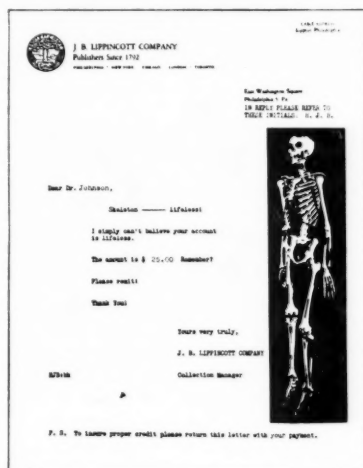 J. B. LIPPINCOTT COMPANY
Publishers Since 1792
East Washington Square
Philadelphia 5 Pa.
IN REPLY PLEASE REFER TO
THESE INITIALS.
Dear Dr. Johnson,
Skeleton —— lifeless!
I simply can't believe your account
is lifeless.
The amount is $ 25.00 Remember?
Please remit!
Thank You!
Yours very truly,
J. B. LIPPINCOTT COMPANY
Collection Manager
P. S. To insure proper credit please return this letter with your payment.